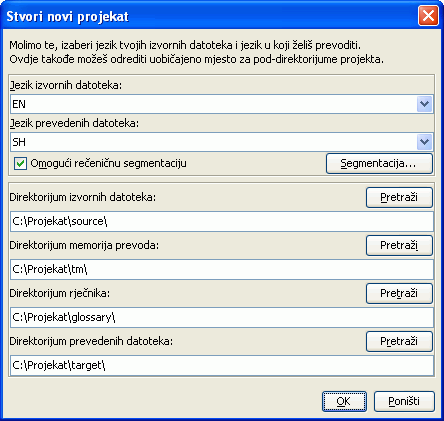 Stvori novi projekat
Molimo te, izaberi jezik tvojih izvornih datoteka i jezik u koji želiš prevoditi.
Ovdje takođe možeš odrediti uobičajeno mjesto za pod-direktorijume projekta.
Jezik izvornih datoteka:
EN
Jezik prevedenih datoteka:
SH
Omogući rečeničnu segmentaciju
Segmentacija...
Direktorijum izvornih datoteka:
Pretraži
C:\Projekat\source\
Direktorijum memorija prevoda:
Pretraži
C:\Projekat\tm\
Direktorijum rječnika:
Pretraži
C:\Projekat\glossary\
Direktorijum prevedenih datoteka:
Pretraži
C:\Projekat\target\
OK
Poništi